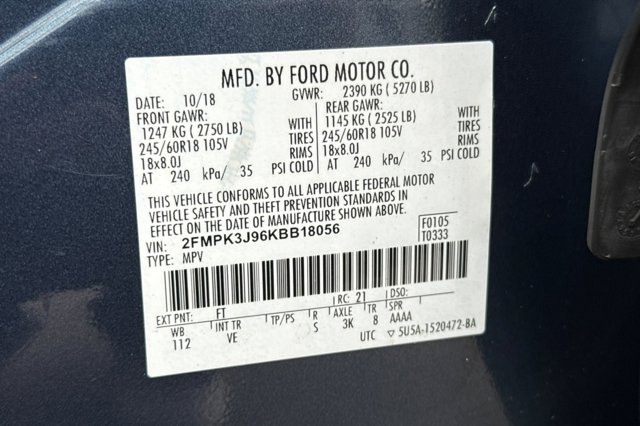 MFD. BY FORD MOTOR CO.
DATE: 10/18 GVWR: 2390 KG ( 5270 LB)
FRONT GAWR: REAR GAWR:
1247 KG ( 2750 LB) WITH 1145 KG ( 2525 LB) WITH
245/60R18 105V TIRES 245/60R18 105V TIRES
18x8.0J RIMS 18x8.0J RIMS
AT 240 kPa/ 35 PSI COLD AT 240 kPa/ 35 PSI COLD
THIS VEHICLE CONFORMS TO ALL APPLICABLE FEDERAL MOTOR
VEHICLE SAFETY AND THEFT PREVENTION STANDARDS IN
EFFECT ON THE DATE OF MANUFACTURE SHOWN ABOVE.
VIN: 2FMPK3J96KBB18056 F0105
TYPE: MPV T0333
EXT PNT: FT RC: 21 DSO:
WB INT TR TP/PS R AXLE TR SPR
112 VE S 3K 8 AAAA
UTC ▽ 5U5A-1520472-BA